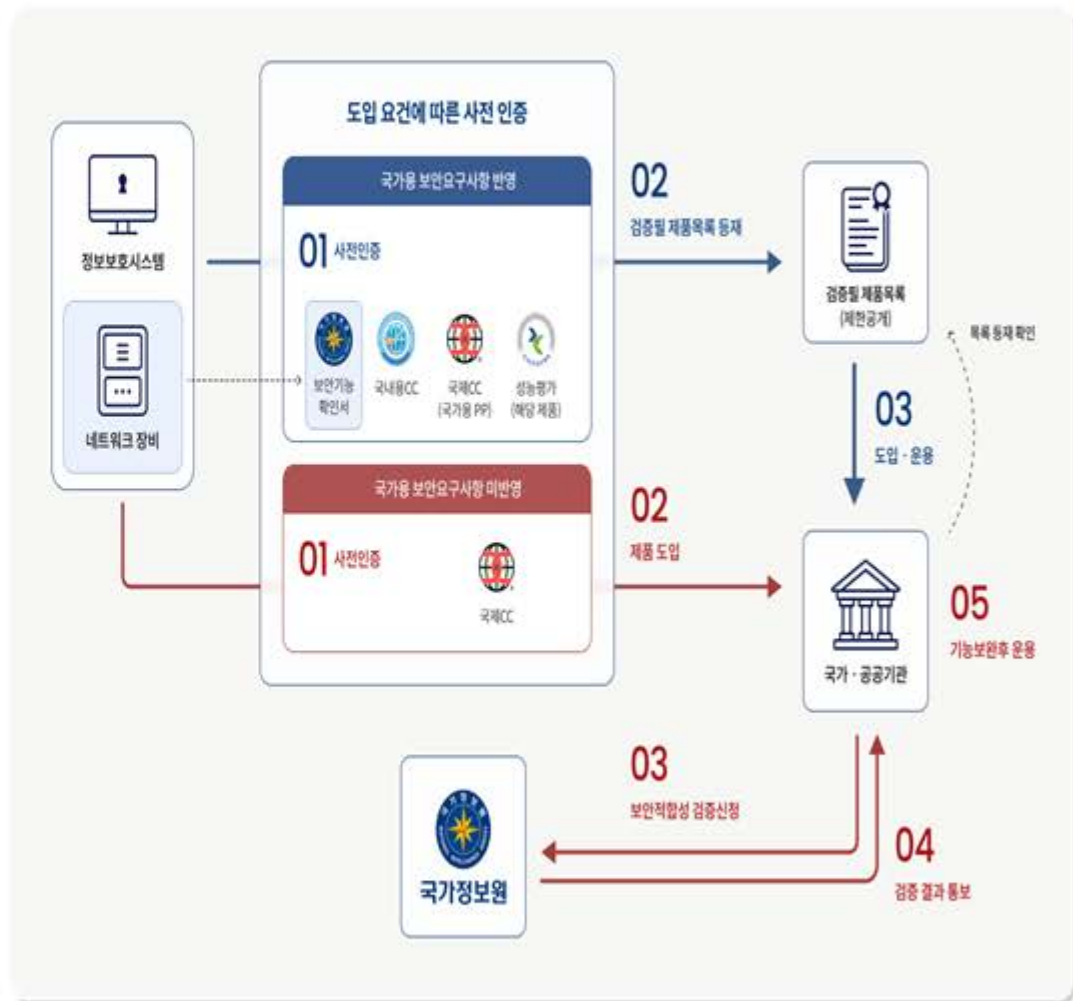 도입 요건에 따른 사전 인증
정보보호시스템
네트워크 장비
국가용 보안요구사항 반영
01 사전인증
보안기능
확인서
국내용CC
국제CC
(국가용 PP)
성능평가
(해당 제품)
국가용 보안요구사항 미반영
01 사전인증
국제CC
02
검증필 제품목록 등재
검증필 제품목록
(제한공개)
목록 등재 확인
03
도입 · 운용
02
제품 도입
국가 · 공공기관
05
기능보완후 운용
03
보안적합성 검증신청
04
검증 결과 통보
국가정보원